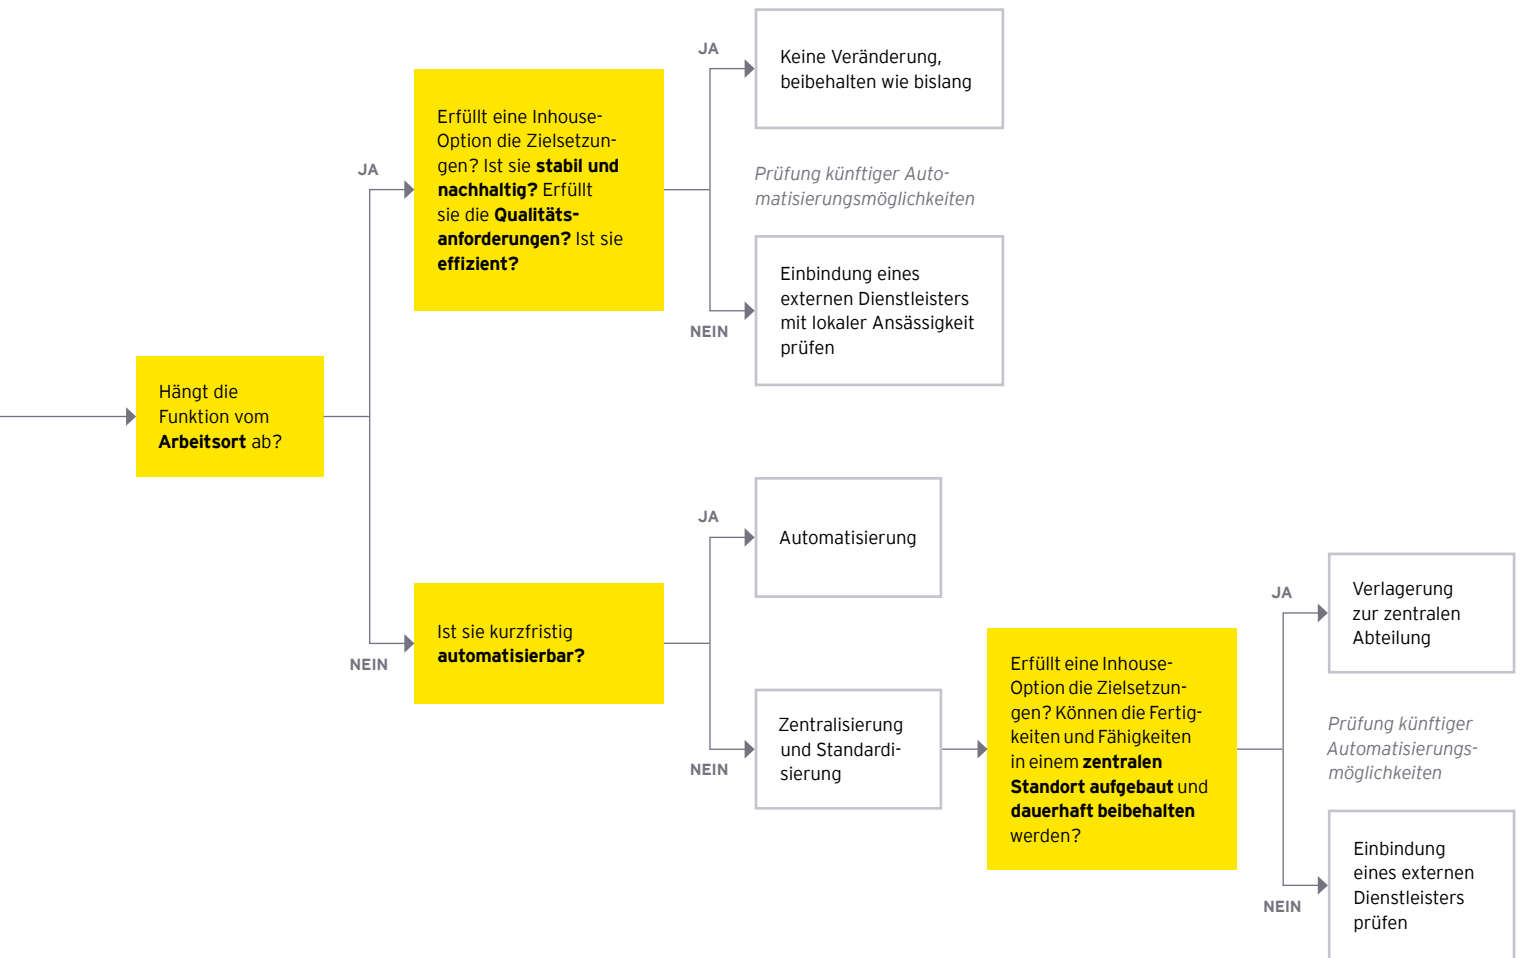 Hängt die
Funktion vom
Arbeitsort ab?
JA
Erfüllt eine Inhouse-
Option die Zielsetzun-
gen? Ist sie stabil und
nachhaltig? Erfüllt
sie die Qualitäts-
anforderungen? Ist sie
effizient?
JA
Keine Veränderung,
beibehalten wie bislang
Prüfung künftiger Auto-
matisierungsmöglichkeiten
NEIN
Einbindung eines
externen Dienstleisters
mit lokaler Ansässigkeit
prüfen
NEIN
Ist sie kurzfristig
automatisierbar?
JA
Automatisierung
NEIN
Zentralisierung
und Standardi-
sierung
Erfüllt eine Inhouse-
Option die Zielsetzun-
gen? Können die Fertig-
keiten und Fähigkeiten
in einem zentralen
Standort aufgebaut und
dauerhaft beibehalten
werden?
JA
Verlagerung
zur zentralen
Abteilung
Prüfung künftiger
Automatisierungs-
möglichkeiten
NEIN
Einbindung
eines externen
Dienstleisters
prüfen